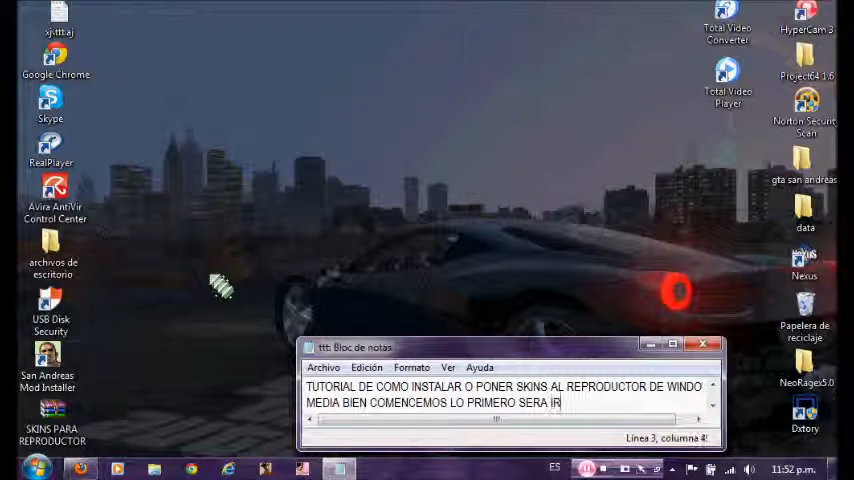 xjsttt.aj
Google Chrome
Skype
RealPlayer
Avira AntiVir
Control Center
archivos de
escritorio
USB Disk
Security
San Andreas
Mod Installer
SKINS PARA
REPRODUCTOR
Total Video
Converter
Total Video
Player
HyperCam 3
Project64 1.6
Norton Security
Scan
gta san andreas
data
Nexus
Papelera de
reciclaje
NeoRagex5.0
Dxtory
ttt: Bloc de notas
Archivo Edición Formato Ver Ayuda
TUTORIAL DE COMO INSTALAR O PONER SKINS AL REPRODUCTOR DE WINDO
MEDIA BIEN COMENCEMOS LO PRIMERO SERA IR
Línea 3, columna
ES
11:52 p.m.